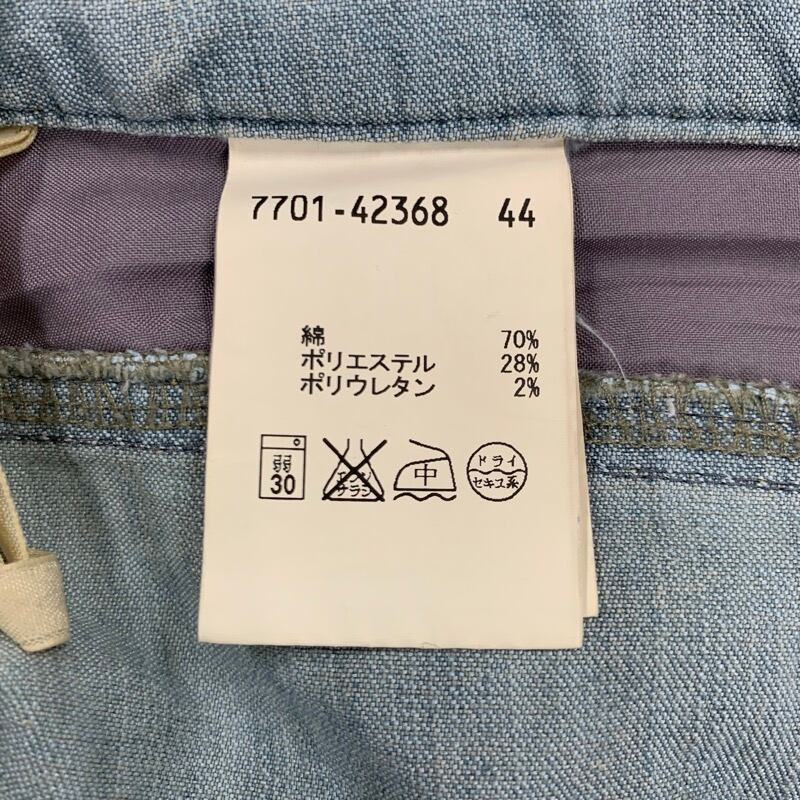 7701-42368 44
綿 70%
ポリエステル 28%
ポリウレタン 2%
弱 中 ドライ
30 エンソ サラシ セキユ系